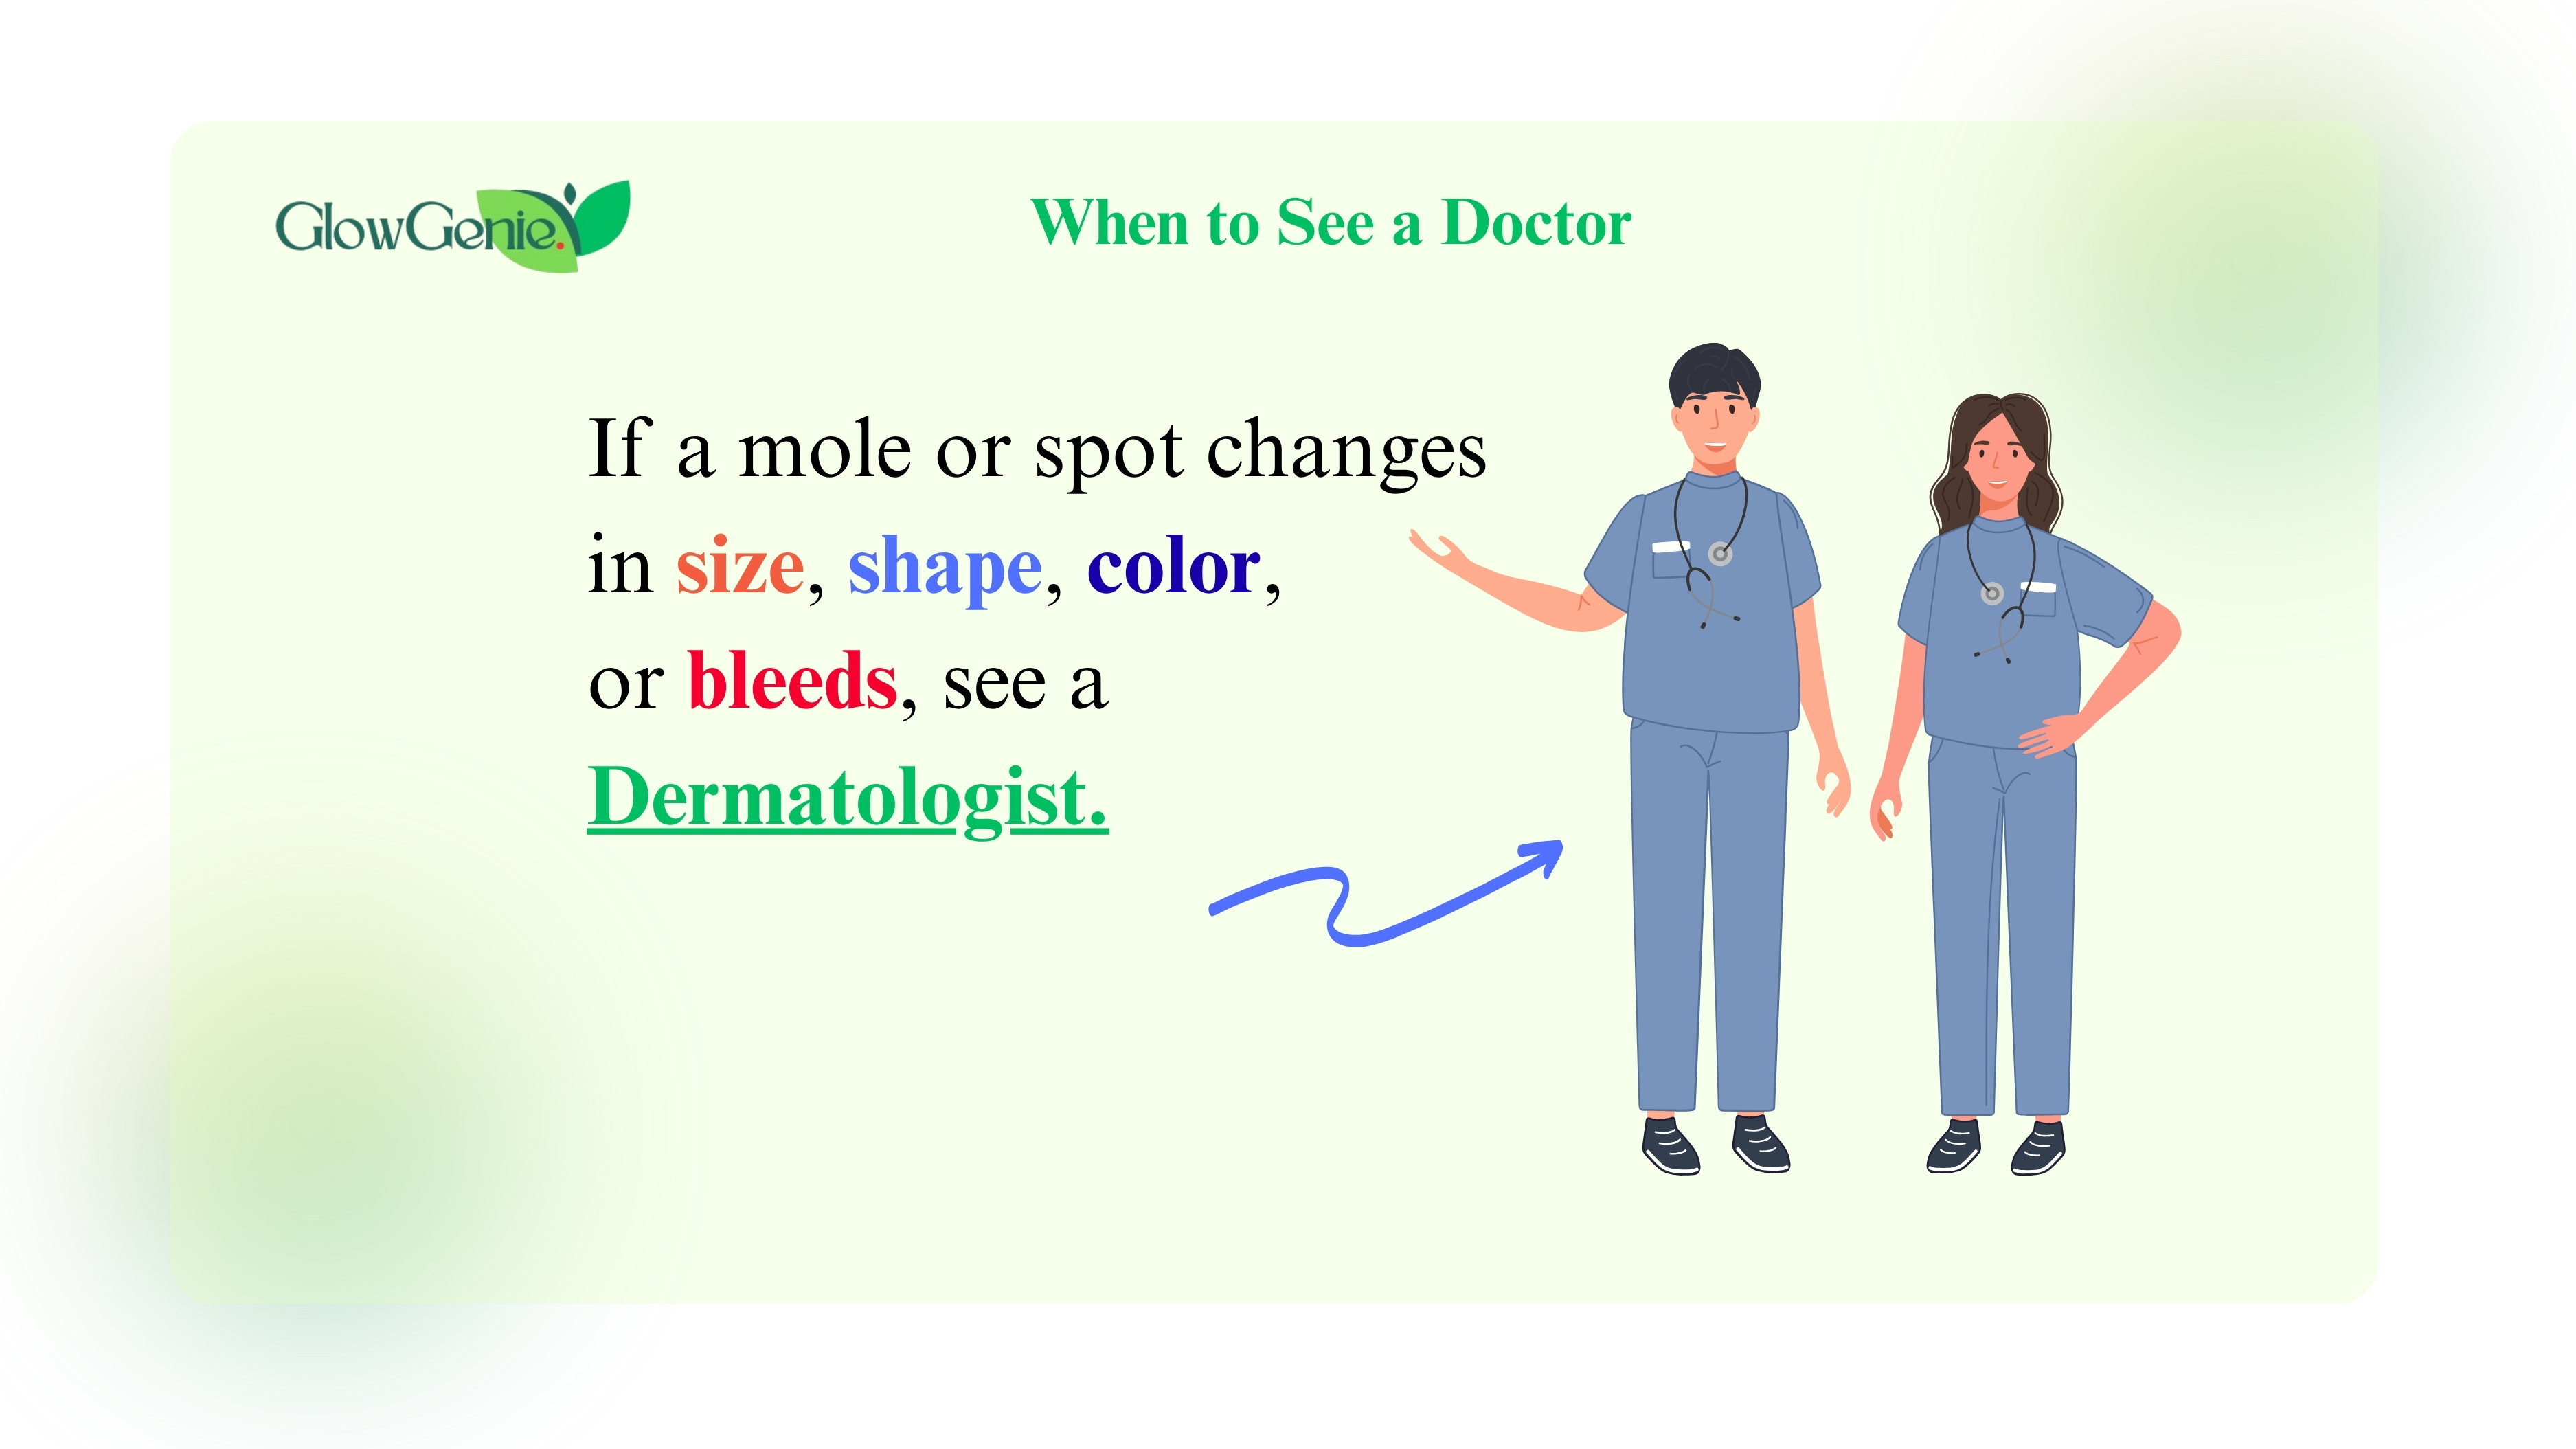 GlowGenie.
When to See a Doctor
If a mole or spot changes
in size, shape, color,
or bleeds, see a
Dermatologist.